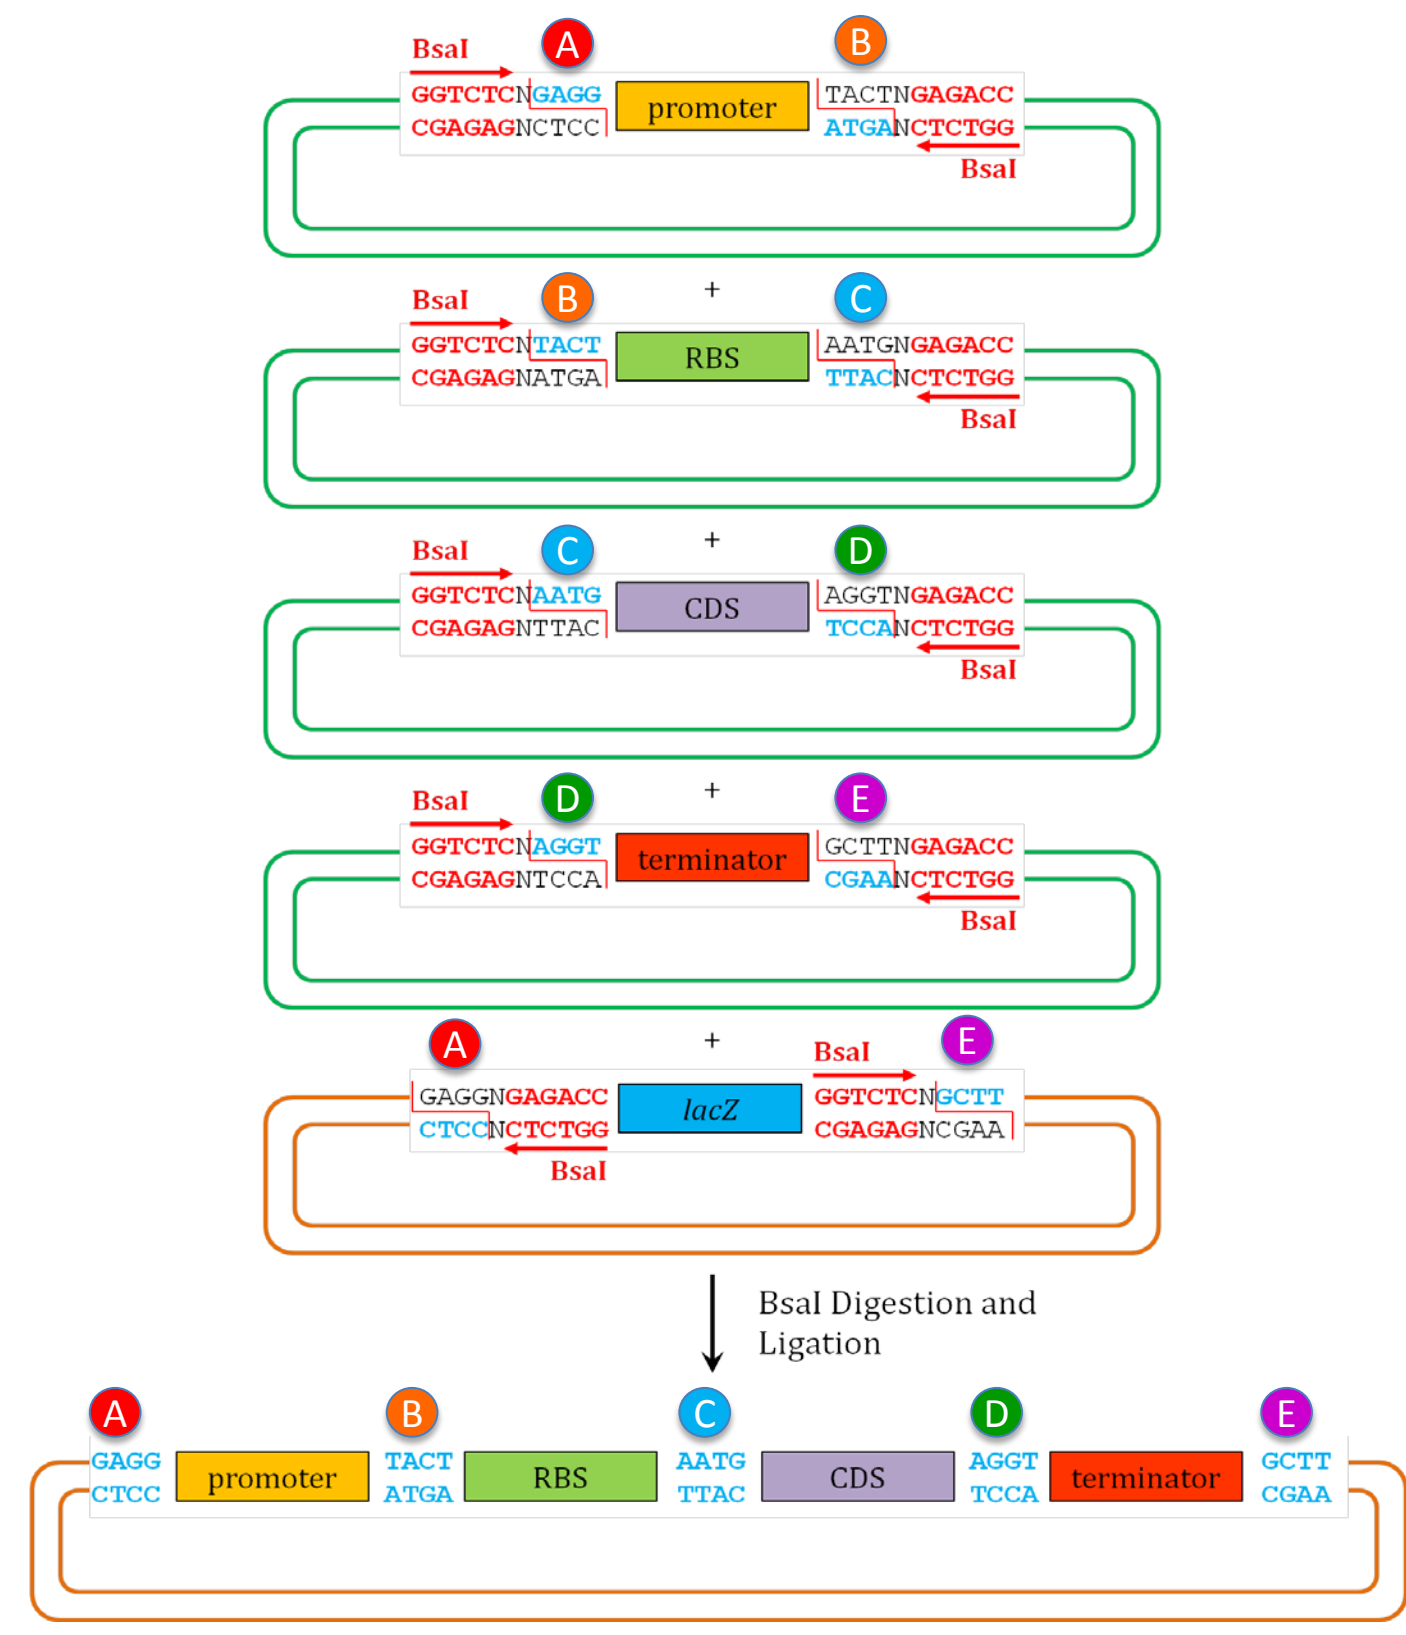 A B
BsaI
GGTCTCNGAGG promoter TACTNGAGACC
CGAGAGNCTCC ATGANCTCTGG
BsaI
+
B C
BsaI
GGTCTCNTACT RBS AATGNGAGACC
CGAGAGNATGA TTACNCTCTGG
BsaI
+
C D
BsaI
GGTCTCNAATG CDS AGGTNGAGACC
CGAGAGNTTAC TCCANCTCTGG
BsaI
+
D E
BsaI
GGTCTCNAGGT terminator GCTTNGAGACC
CGAGAGNTCCA CGAANCTCTGG
BsaI
+
A E
BsaI
GAGGNGAGACC lacZ GGTCTCNGCTT
CTCCNCTCTGG CGAGAGNCGAA
BsaI
BsaI Digestion and
Ligation
A B C D E
GAGG promoter TACT RBS AATG CDS AGGT terminator GCTT
CTCC ATGA TTAC TCCA CGAA